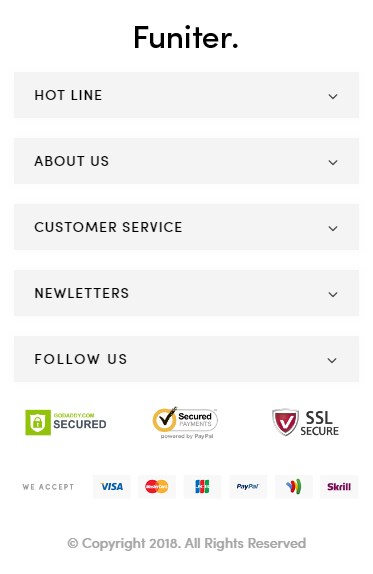 Funiter.
HOT LINE
ABOUT US
CUSTOMER SERVICE
NEWLETTERS
FOLLOW US
GODADDY.COM
SECURED
Secured
PAYMENTS
powered by PayPal
SSL
SECURE
WE ACCEPT
VISA
MasterCard
JCB
PayPal
Skrill
© Copyright 2018. All Rights Reserved